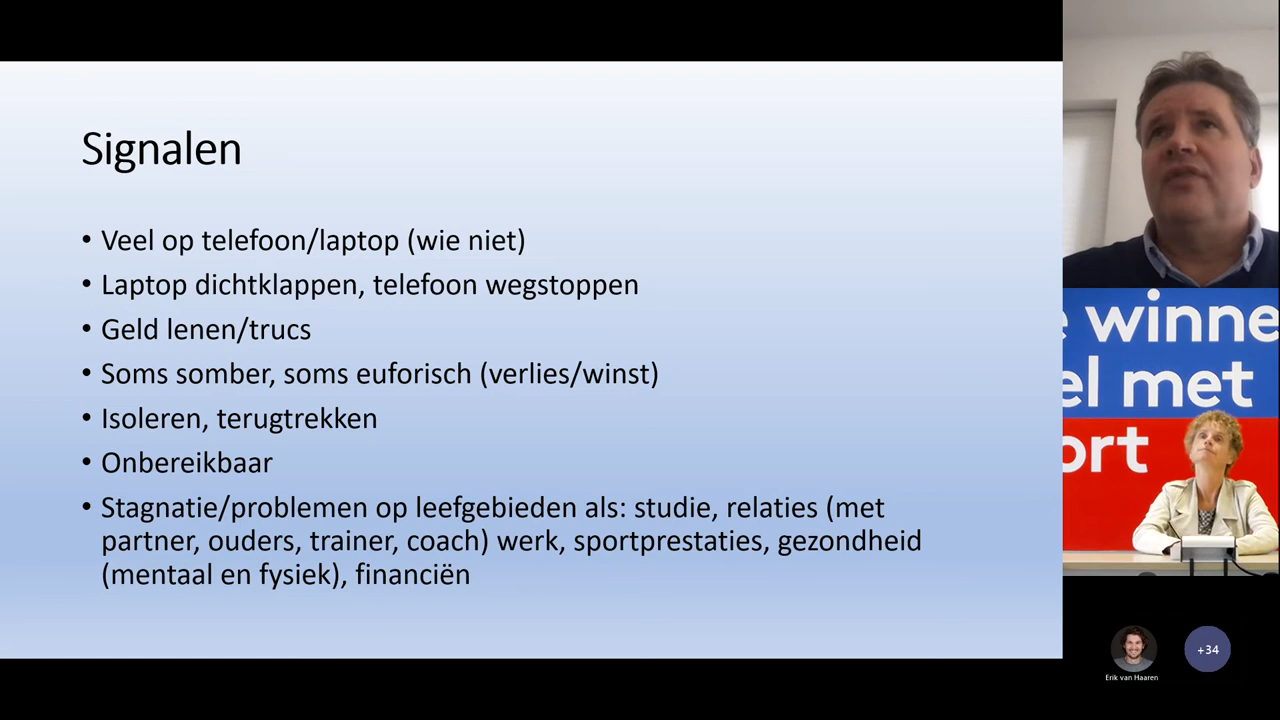 Signalen
• Veel op telefoon/laptop (wie niet)
• Laptop dichtklappen, telefoon wegstoppen
• Geld lenen/trucs
• Soms somber, soms euforisch (verlies/winst)
• Isoleren, terugtrekken
• Onbereikbaar
• Stagnatie/problemen op leefgebieden als: studie, relaties (met
partner, ouders, trainer, coach) werk, sportprestaties, gezondheid
(mentaal en fysiek), financiën
e winne
el met
ort
Erik van Haaren
+34